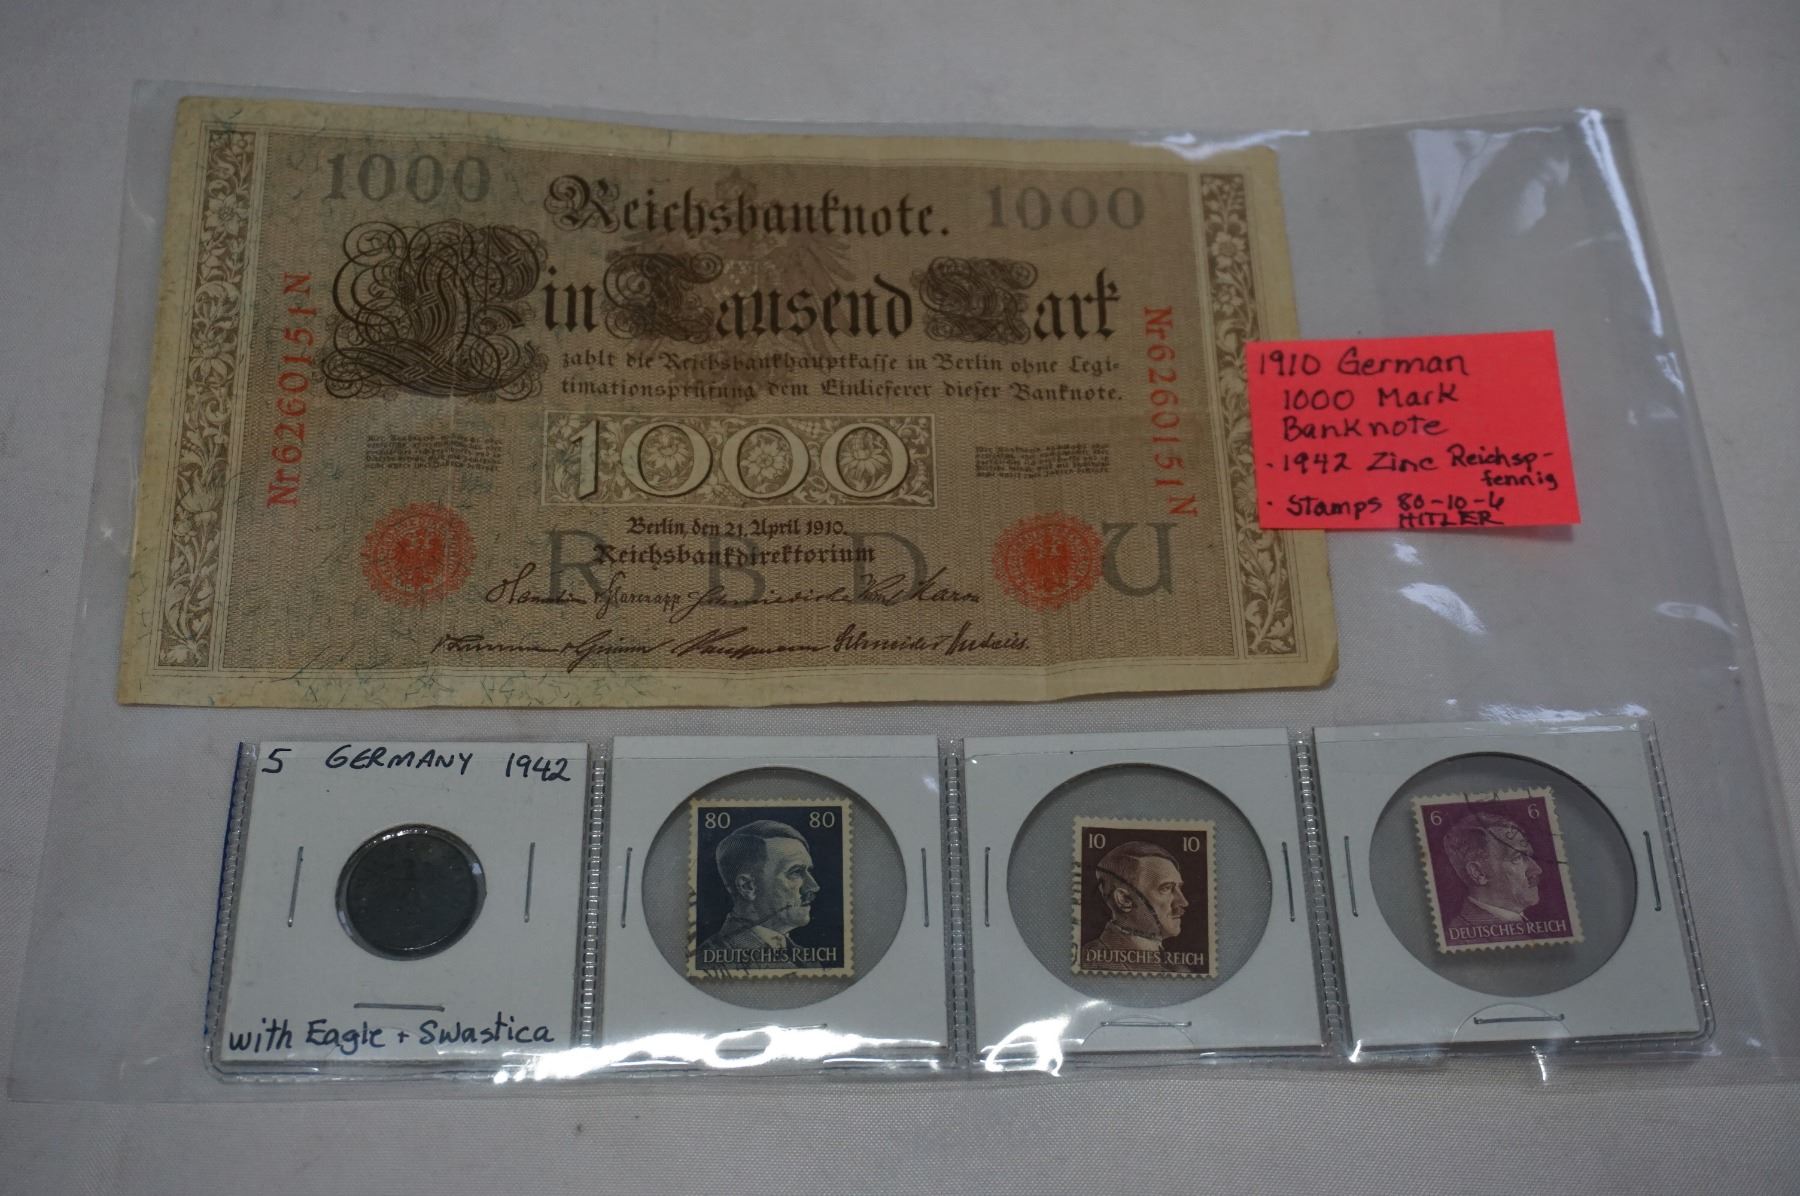 1000
1000
Reichsbanknote.
Ein Tausend Mark
zahlt die Reichsbankhauptkasse in Berlin ohne Legi-
timationsprüfung dem Einlieferer dieser Banknote.
Nr6260151N
Nr6260151N
1000
Berlin, den 21. April 1910.
Reichsbankdirektorium
R B D U
1910 German
1000 Mark
Banknote
· 1942 Zinc Reichsp-
fennig
· Stamps 80-10-6
HITLER
5 GERMANY 1942
with Eagle + Swastica
80 80
DEUTSCHES REICH
10 10
DEUTSCHES REICH
6 6
DEUTSCHES REICH